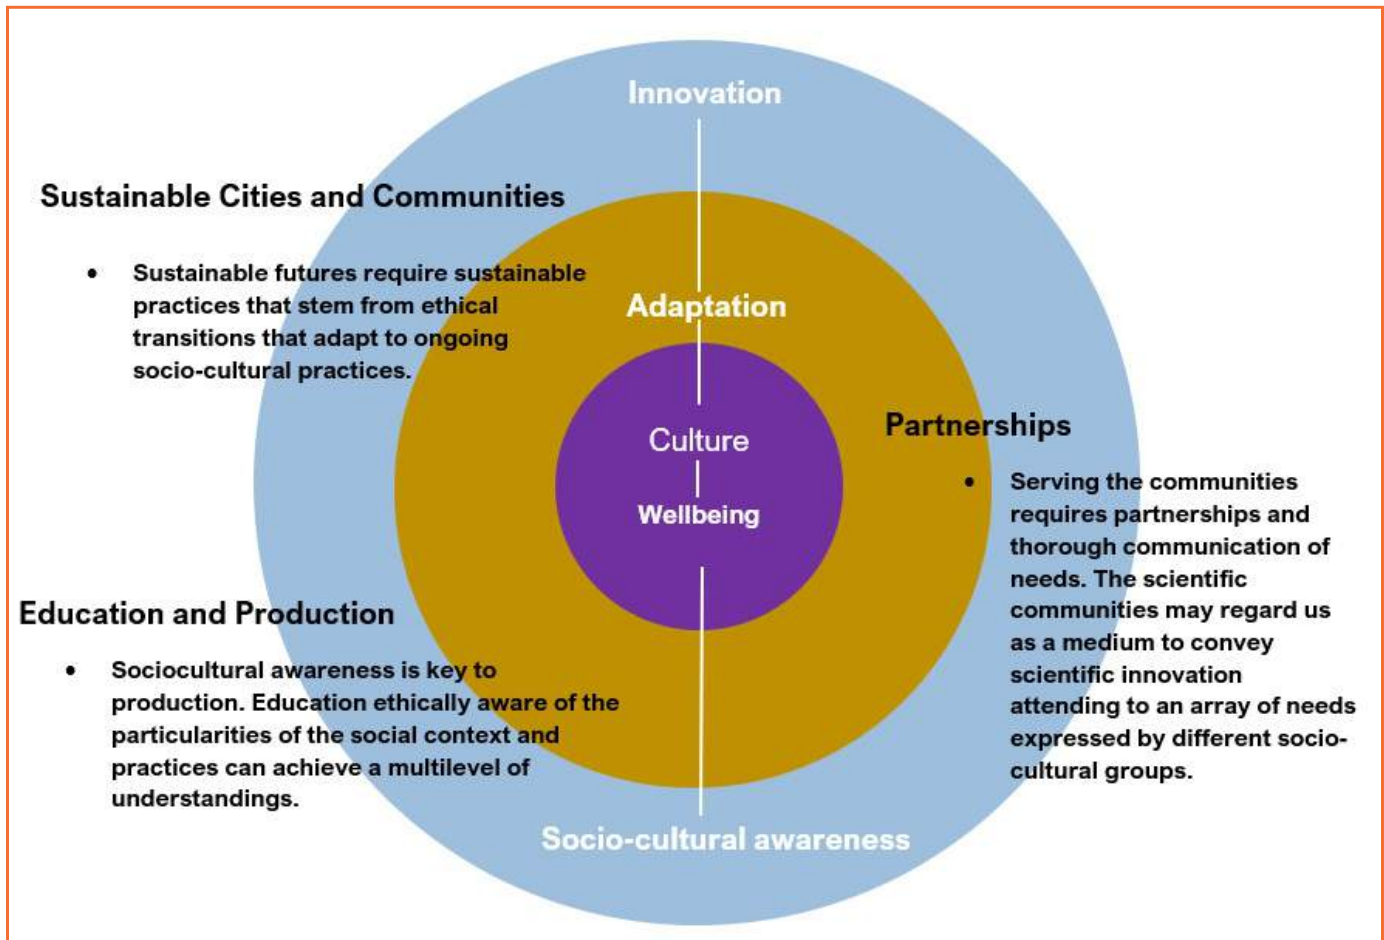 Innovation
Sustainable Cities and Communities
• Sustainable futures require sustainable
practices that stem from ethical
transitions that adapt to ongoing
socio-cultural practices.
Adaptation
Culture
Wellbeing
Partnerships
• Serving the communities
requires partnerships and
thorough communication of
needs. The scientific
communities may regard us
as a medium to convey
scientific innovation
attending to an array of needs
expressed by different socio-
cultural groups.
Education and Production
• Sociocultural awareness is key to
production. Education ethically aware of the
particularities of the social context and
practices can achieve a multilevel of
understandings.
Socio-cultural awareness